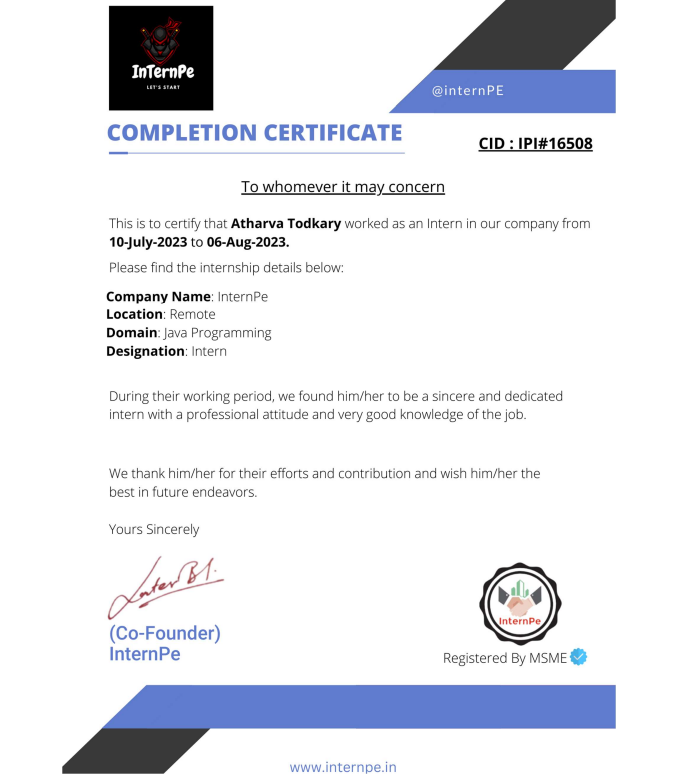 InTernPe
LET'S START
@internPE
COMPLETION CERTIFICATE
CID : IPI#16508
To whomever it may concern
This is to certify that Atharva Todkary worked as an Intern in our company from
10-July-2023 to 06-Aug-2023.
Please find the internship details below:
Company Name: InternPe
Location: Remote
Domain: Java Programming
Designation: Intern
During their working period, we found him/her to be a sincere and dedicated
intern with a professional attitude and very good knowledge of the job.
We thank him/her for their efforts and contribution and wish him/her the
best in future endeavors.
Yours Sincerely
(Co-Founder)
InternPe
InternPe
Registered By MSME
www.internpe.in